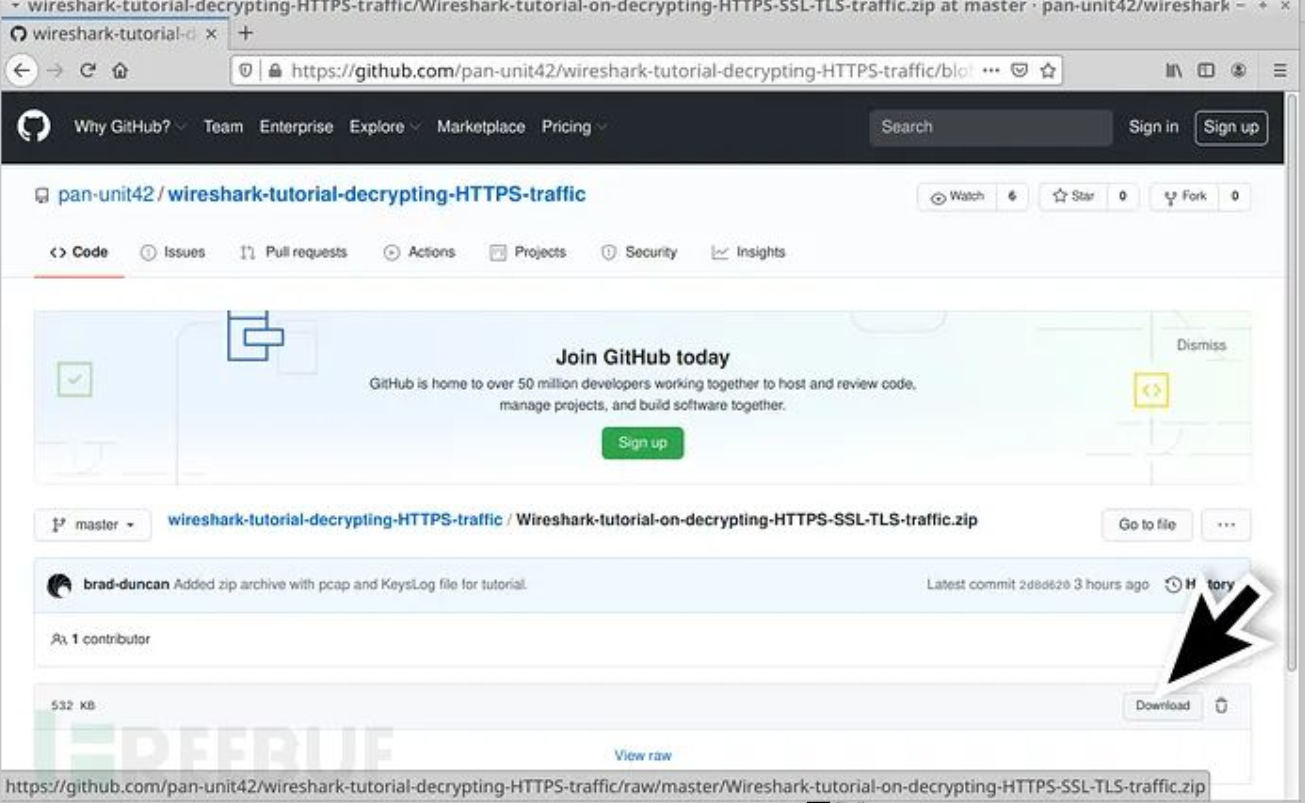 wireshark-tutorial-decrypting-HTTPS-traffic/Wireshark-tutorial-on-decrypting-HTTPS-SSL-TLS-traffic.zip at master · pan-unit42/wireshark
wireshark-tutorial-d
https://github.com/pan-unit42/wireshark-tutorial-decrypting-HTTPS-traffic/blo
Why GitHub? Team Enterprise Explore Marketplace Pricing Search Sign in Sign up
pan-unit42 / wireshark-tutorial-decrypting-HTTPS-traffic Watch 6 Star 0 Fork 0
Code Issues Pull requests Actions Projects Security Insights
Dismiss
Join GitHub today
GitHub is home to over 50 million developers working together to host and review code,
manage projects, and build software together.
Sign up
master wireshark-tutorial-decrypting-HTTPS-traffic / Wireshark-tutorial-on-decrypting-HTTPS-SSL-TLS-traffic.zip Go to file ...
brad-duncan Added zip archive with pcap and KeysLog file for tutorial. Latest commit 3 hours ago
1 contributor
532 KB Download
View raw
REEBUF
https://github.com/pan-unit42/wireshark-tutorial-decrypting-HTTPS-traffic/raw/master/Wireshark-tutorial-on-decrypting-HTTPS-SSL-TLS-traffic.zip